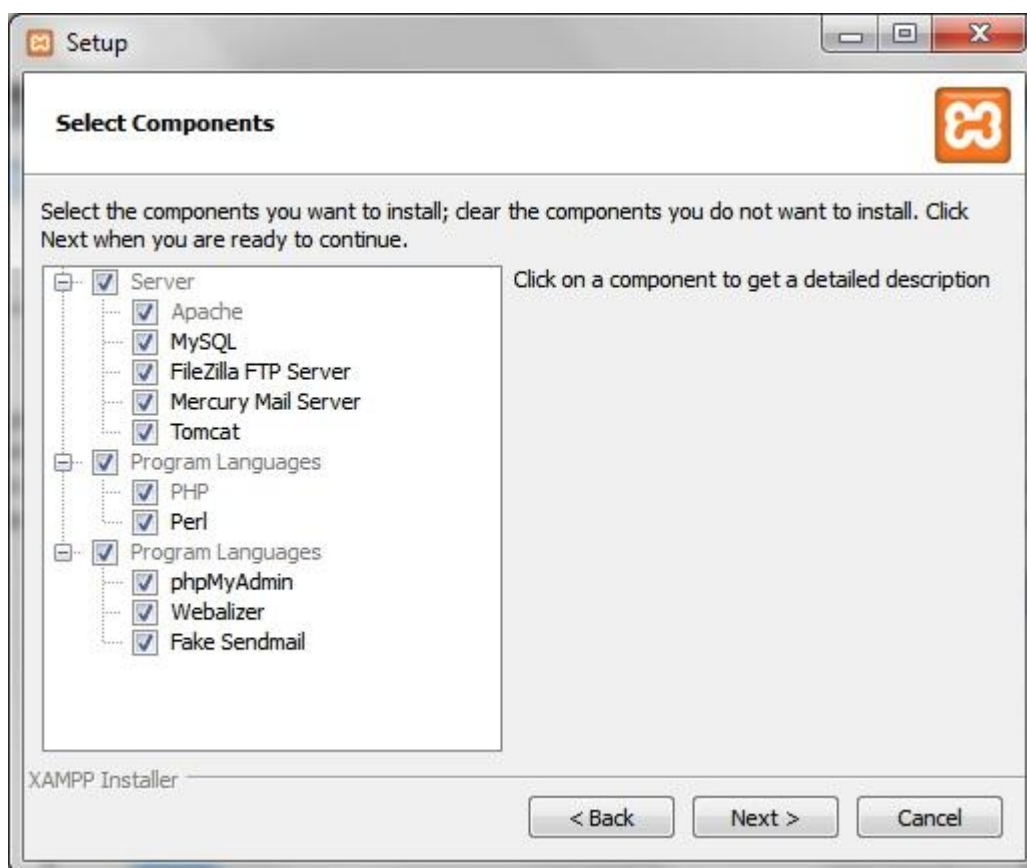 Setup
Select Components
Select the components you want to install; clear the components you do not want to install. Click
Next when you are ready to continue.
Server
Apache
MySQL
FileZilla FTP Server
Mercury Mail Server
Tomcat
Program Languages
PHP
Perl
Program Languages
phpMyAdmin
Webalizer
Fake Sendmail
Click on a component to get a detailed description
XAMPP Installer
< Back
Next >
Cancel